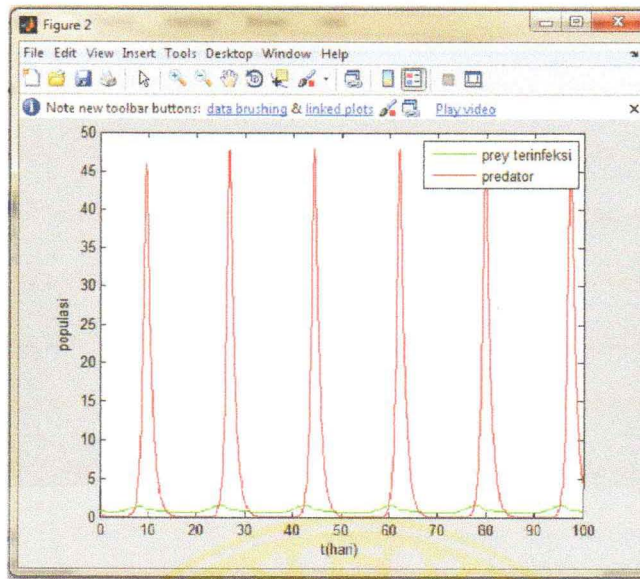 Figure 2
File Edit View Insert Tools Desktop Window Help
Note new toolbar buttons: data brushing & linked plots Play video
50
45
40
35
30
25
20
15
10
5
0
populasi
prey terinfeksi
predator
0 10 20 30 40 50 60 70 80 90 100
t(hari)